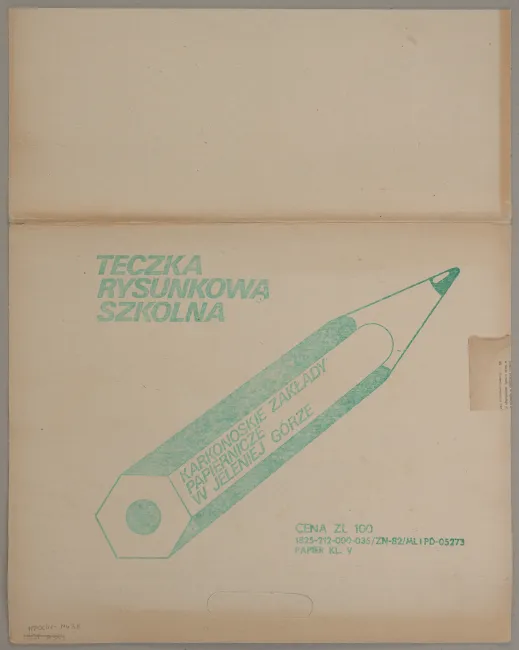 TECZKA
RYSUNKOWA
SZKOLNA
KARKONOSKIE ZAKŁADY
PAPIERNICZE
W JELENIEJ GÓRZE
CENA ZŁ 100
PAPIER KL. V